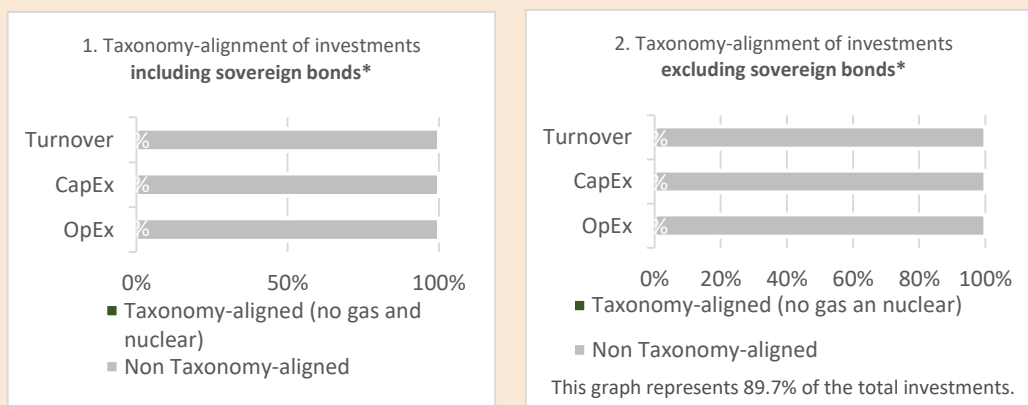 1. Taxonomy-alignment of investments
including sovereign bonds*
Turnover
%
CapEx
%
OpEx
%
0% 50% 100%
Taxonomy-aligned (no gas and
nuclear)
Non Taxonomy-aligned
2. Taxonomy-alignment of investments
excluding sovereign bonds*
Turnover
%
CapEx
%
OpEx
%
0% 20% 40% 60% 80% 100%
Taxonomy-aligned (no gas an nuclear)
Non Taxonomy-aligned
This graph represents 89.7% of the total investments.